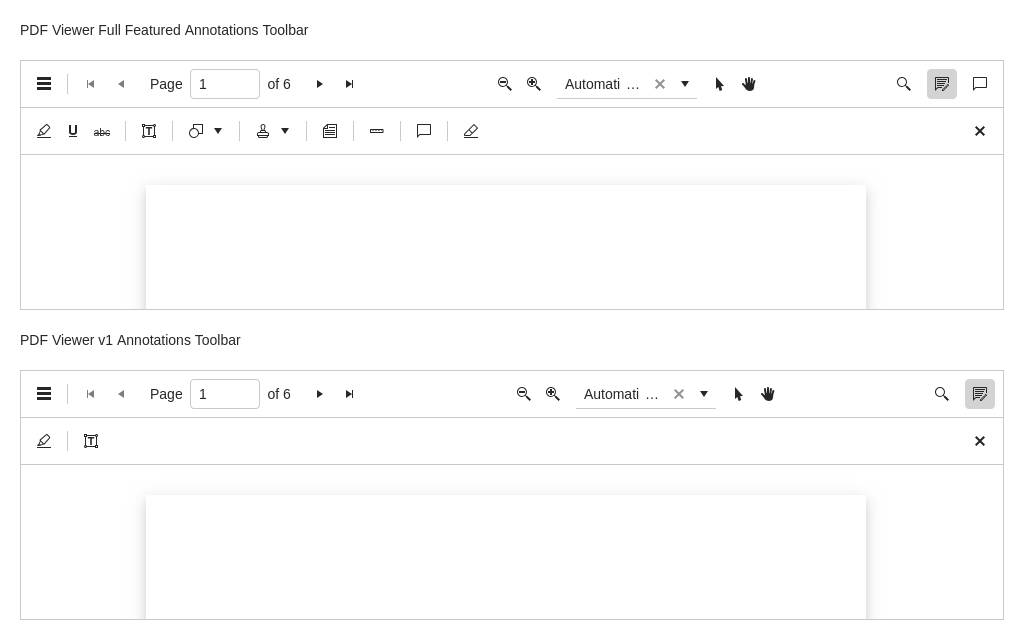 PDF Viewer Full Featured Annotations Toolbar
Page 1 of 6 Automati ...
U abc T
PDF Viewer v1 Annotations Toolbar
Page 1 of 6 Automati ...
T